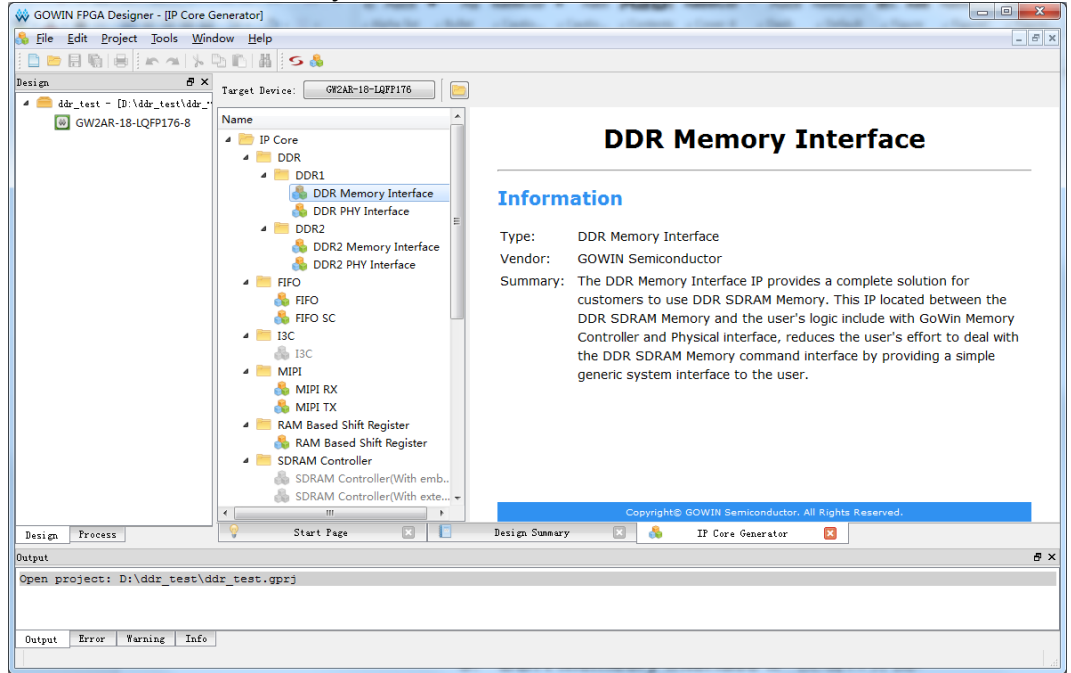 GOWIN FPGA Designer - [IP Core Generator]
File Edit Project Tools Window Help
Design
Target Device: GW2AR-18-LQFP176
ddr_test - [D:\ddr_test\ddr_
GW2AR-18-LQFP176-8
Name
IP Core
DDR
DDR1
DDR Memory Interface
DDR PHY Interface
DDR2
DDR2 Memory Interface
DDR2 PHY Interface
FIFO
FIFO
FIFO SC
I3C
I3C
MIPI
MIPI RX
MIPI TX
RAM Based Shift Register
RAM Based Shift Register
SDRAM Controller
SDRAM Controller(With emb..
SDRAM Controller(With exte...
DDR Memory Interface
Information
Type: DDR Memory Interface
Vendor: GOWIN Semiconductor
Summary: The DDR Memory Interface IP provides a complete solution for
customers to use DDR SDRAM Memory. This IP located between the
DDR SDRAM Memory and the user's logic include with GoWin Memory
Controller and Physical interface, reduces the user's effort to deal with
the DDR SDRAM Memory command interface by providing a simple
generic system interface to the user.
Copyright© GOWIN Semiconductor. All Rights Reserved.
Design Process
Start Page Design Summary IP Core Generator
Output
Open project: D:\ddr_test\ddr_test.gprj
Output Error Warning Info